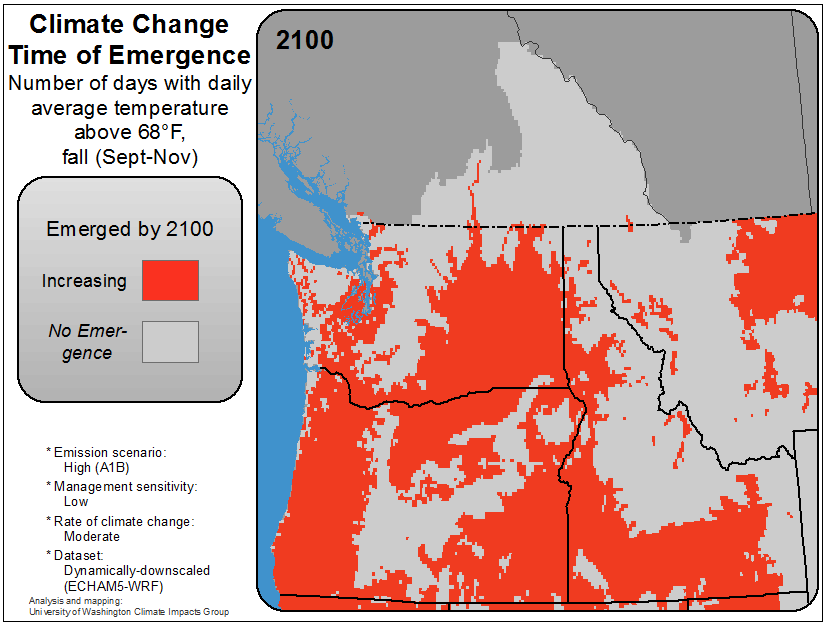 Climate Change
Time of Emergence
Number of days with daily
average temperature
above 68°F,
fall (Sept-Nov)
2100
Emerged by 2100
Increasing
No Emer-
gence
* Emission scenario:
High (A1B)
* Management sensitivity:
Low
* Rate of climate change:
Moderate
* Dataset:
Dynamically-downscaled
(ECHAM5-WRF)
Analysis and mapping:
University of Washington Climate Impacts Group